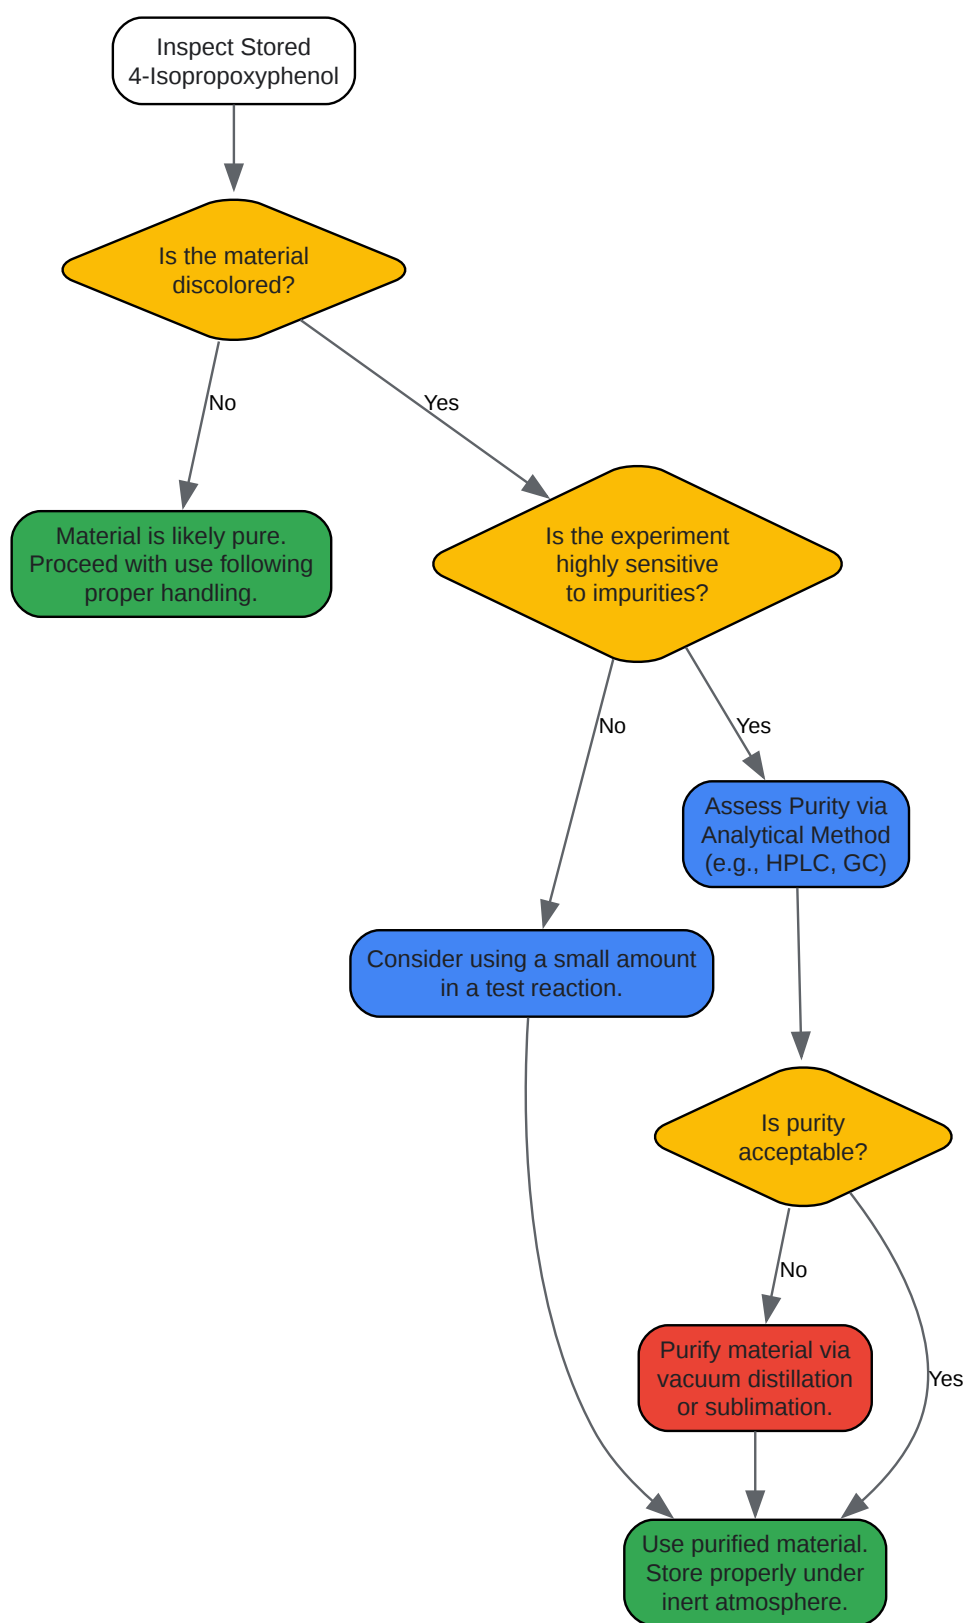 Inspect Stored
4-Isopropoxyphenol
Is the material
discolored?
No
Yes
Material is likely pure.
Proceed with use following
proper handling.
Is the experiment
highly sensitive
to impurities?
No
Yes
Assess Purity via
Analytical Method
(e.g., HPLC, GC)
Consider using a small amount
in a test reaction.
Is purity
acceptable?
No
Purify material via
vacuum distillation
or sublimation.
Yes
Use purified material.
Store properly under
inert atmosphere.